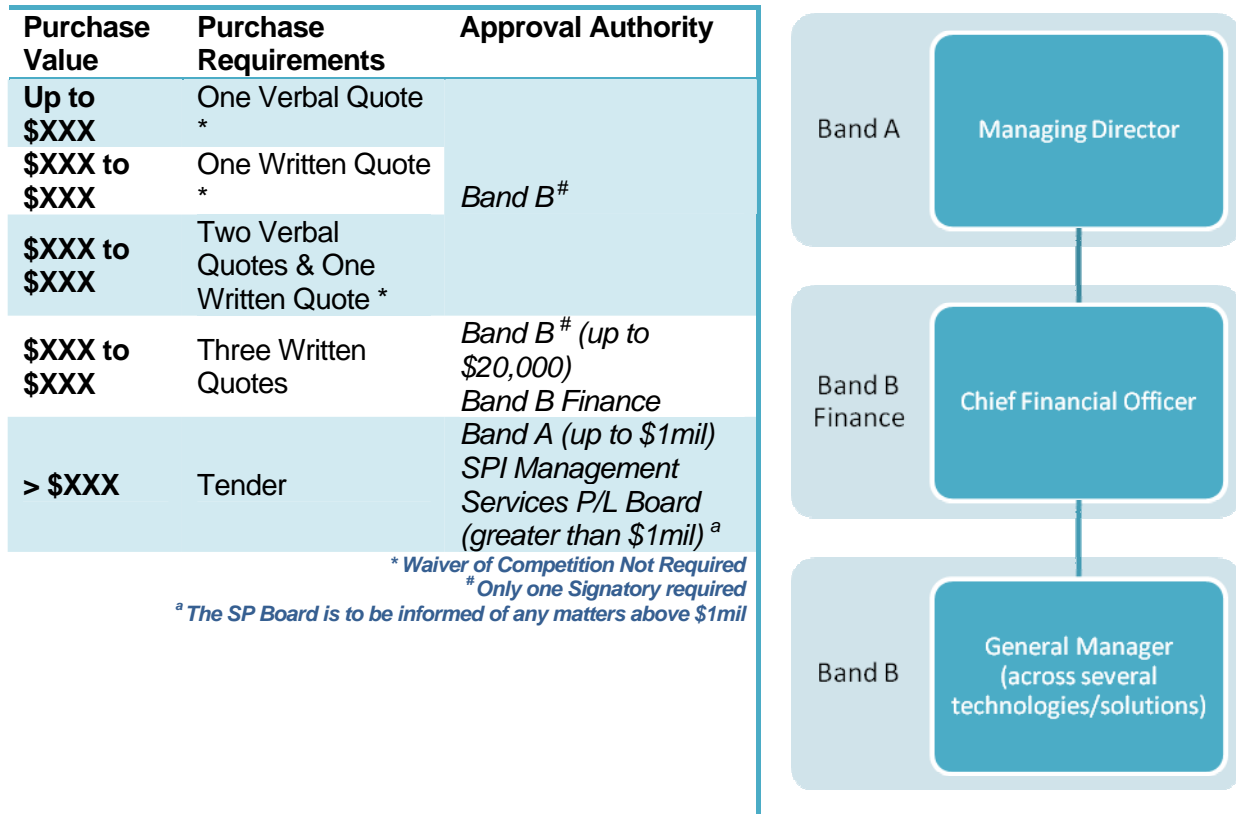 Purchase Value
Purchase Requirements
Approval Authority
Up to $XXX
One Verbal Quote *
$XXX to $XXX
One Written Quote *
Band B#
$XXX to $XXX
Two Verbal Quotes & One Written Quote *
$XXX to $XXX
Three Written Quotes
Band B # (up to $20,000)
Band B Finance
> $XXX
Tender
Band A (up to $1mil)
SPI Management
Services P/L Board
(greater than $1mil) a
* Waiver of Competition Not Required
# Only one Signatory required
a The SP Board is to be informed of any matters above $1mil
Band A
Managing Director
Band B
Finance
Chief Financial Officer
Band B
General Manager
(across several
technologies/solutions)